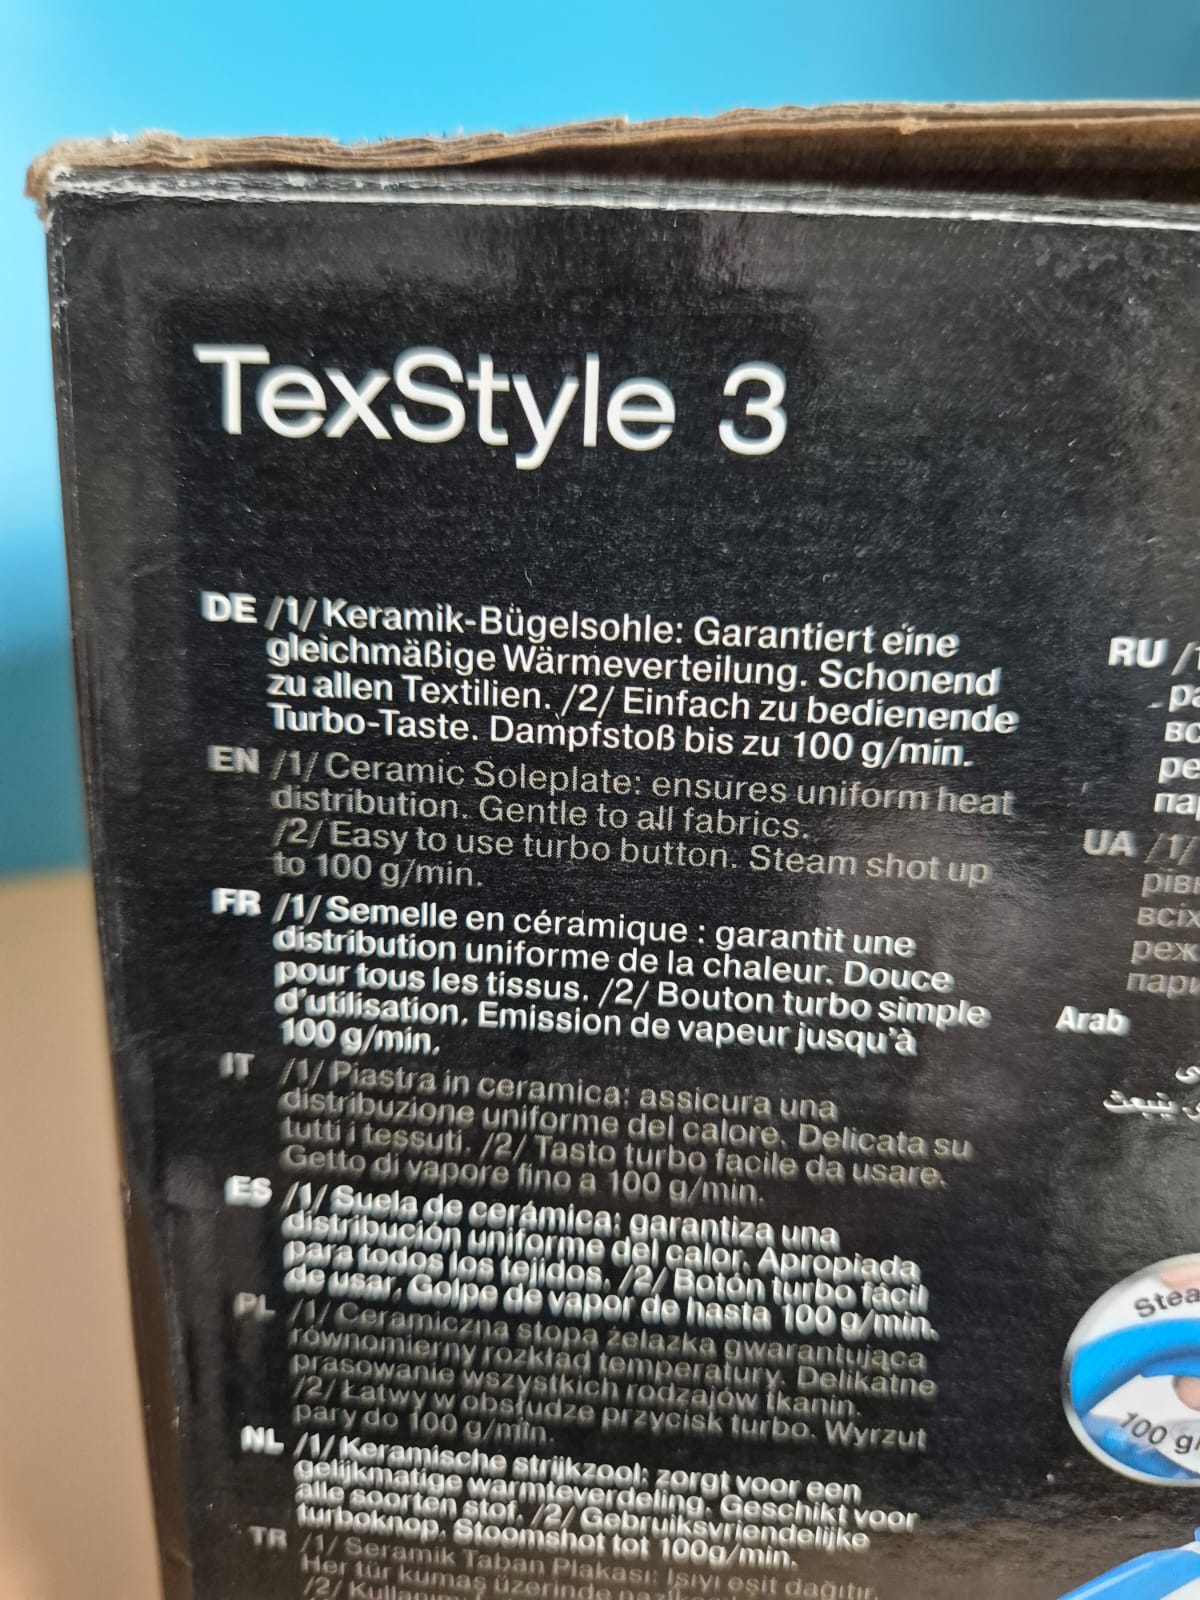 TexStyle 3
DE /1/ Keramik-Bügelsohle: Garantiert eine
gleichmäßige Wärmeverteilung. Schonend
zu allen Textilien. /2/ Einfach zu bedienende
Turbo-Taste. Dampfstoß bis zu 100 g/min.
EN /1/ Ceramic Soleplate: ensures uniform heat
distribution. Gentle to all fabrics.
/2/ Easy to use turbo button. Steam shot up
to 100 g/min.
FR /1/ Semelle en céramique : garantit une
distribution uniforme de la chaleur. Douce
pour tous les tissus. /2/ Bouton turbo simple
d'utilisation. Emission de vapeur jusqu'à
100 g/min.
IT /1/ Piastra in ceramica: assicura una
distribuzione uniforme del calore. Delicata su
tutti i tessuti. /2/ Tasto turbo facile da usare.
Getto di vapore fino a 100 g/min.
ES /1/ Suela de cerámica: garantiza una
distribución uniforme del calor. Apropiada
para todos los tejidos. /2/ Botón turbo fácil
de usar. Golpe de vapor de hasta 100 g/min.
PL /1/ Ceramiczna stopa żelazka gwarantująca
równomierny rozkład temperatury. Delikatne
prasowanie wszystkich rodzajów tkanin.
/2/ Łatwy w obsłudze przycisk turbo. Wyrzut
pary do 100 g/min.
NL /1/ Keramische strijkzool: zorgt voor een
gelijkmatige warmteverdeling. Geschikt voor
alle soorten stof. /2/ Gebruiksvriendelijke
turboknop. Stoomshot tot 100g/min.
TR /1/ Seramik Taban Plakası: Isıyı eşit dağıtır.
Her tür kumaş üzerinde
/2/
RU
UA /1/
всіх
Arab
100